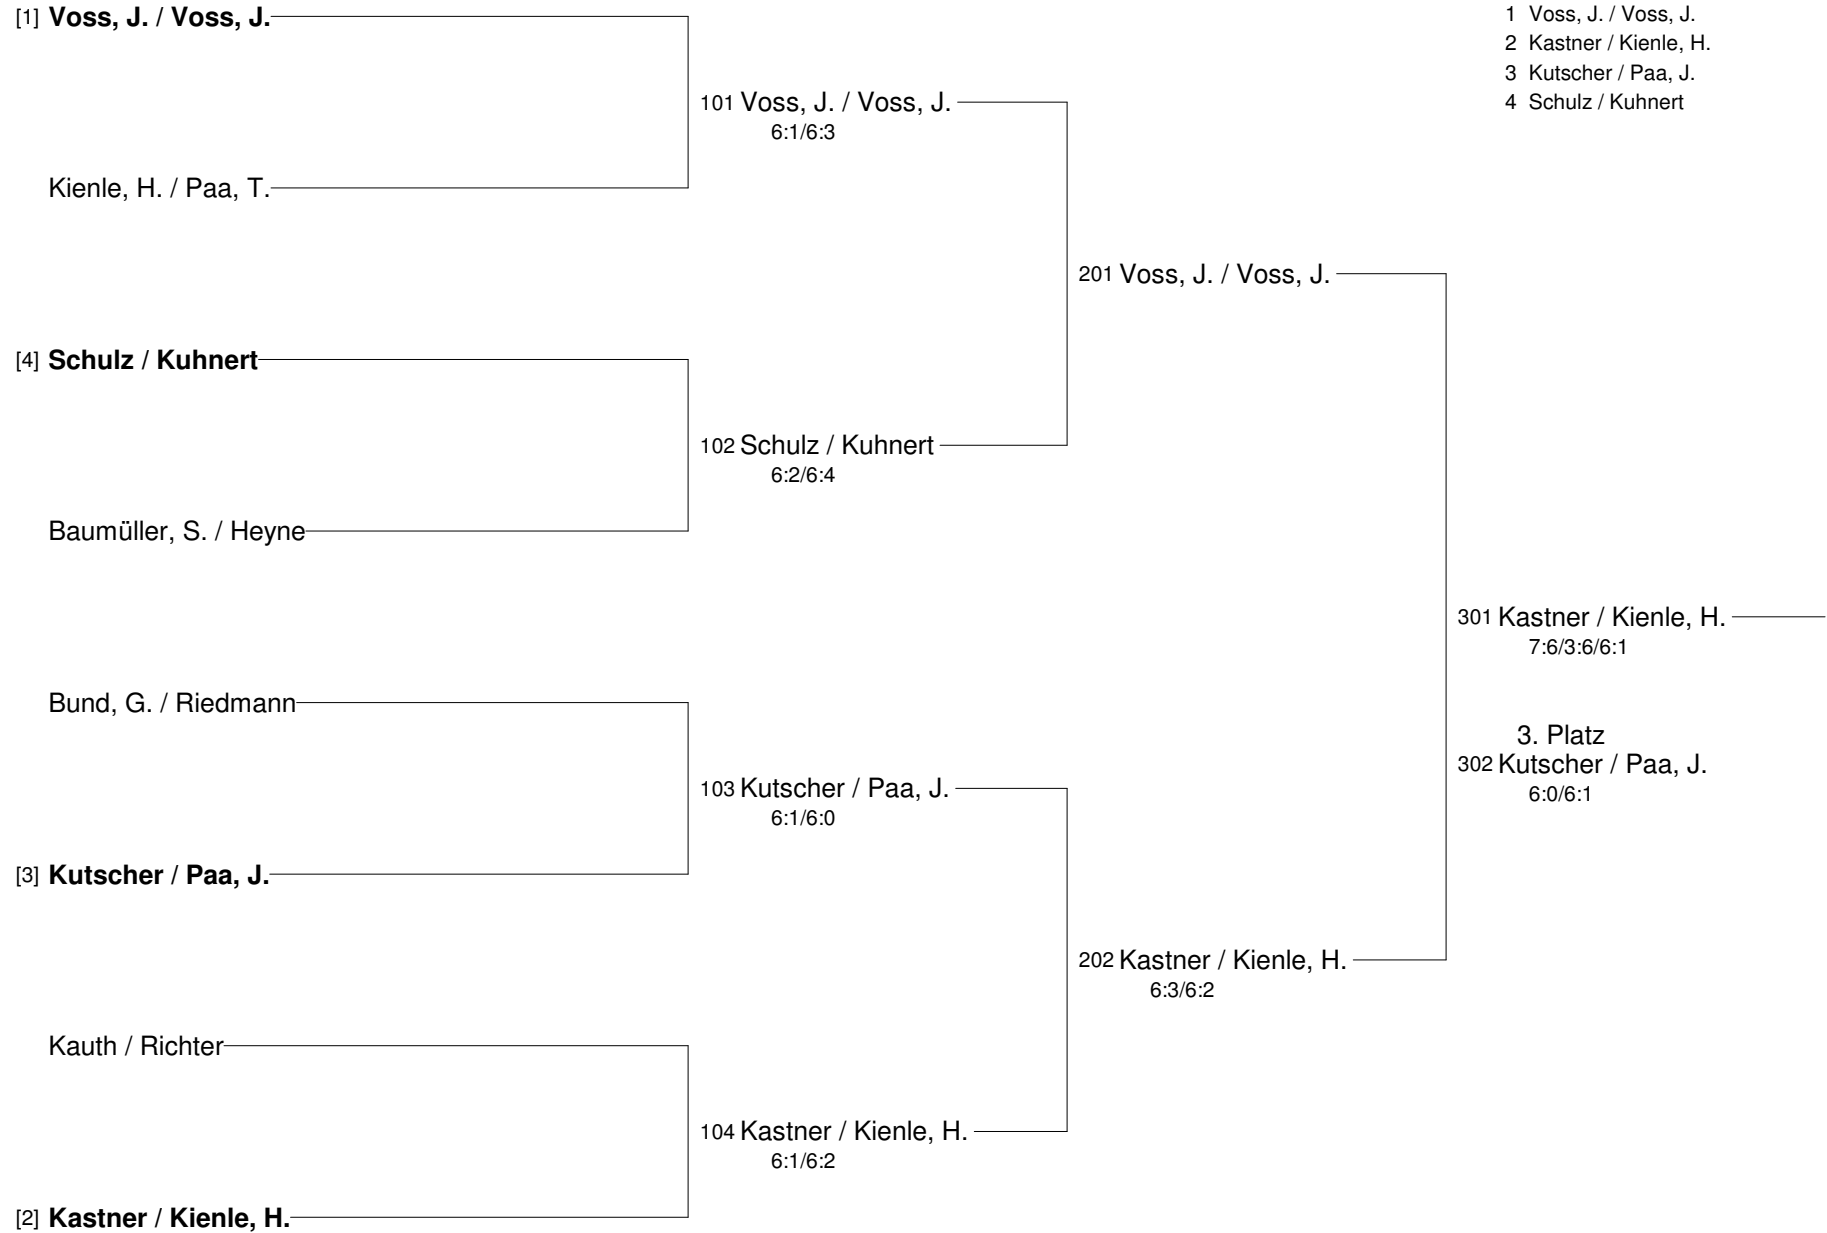 [1] Voss, J. / Voss, J.
1 Voss, J. / Voss, J.
2 Kastner / Kienle, H.
3 Kutscher / Paa, J.
4 Schulz / Kuhnert
101 Voss, J. / Voss, J.
6:1/6:3
Kienle, H. / Paa, T.
201 Voss, J. / Voss, J.
[4] Schulz / Kuhnert
102 Schulz / Kuhnert
6:2/6:4
Baumüller, S. / Heyne
301 Kastner / Kienle, H.
7:6/3:6/6:1
Bund, G. / Riedmann
3. Platz
302 Kutscher / Paa, J.
6:0/6:1
103 Kutscher / Paa, J.
6:1/6:0
[3] Kutscher / Paa, J.
202 Kastner / Kienle, H.
6:3/6:2
Kauth / Richter
104 Kastner / Kienle, H.
6:1/6:2
[2] Kastner / Kienle, H.